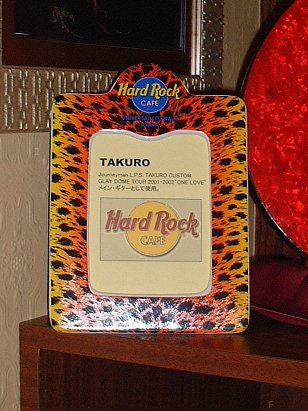 Hard Rock
CAFE
UNIVERSAL CITYWALK
TAKURO
Journeyman L.P.S. TAKURO CUSTOM
GLAY DOME TOUR 2001-2002"ONE LOVE"
メイン・ギターとして使用。
Hard Rock
CAFE